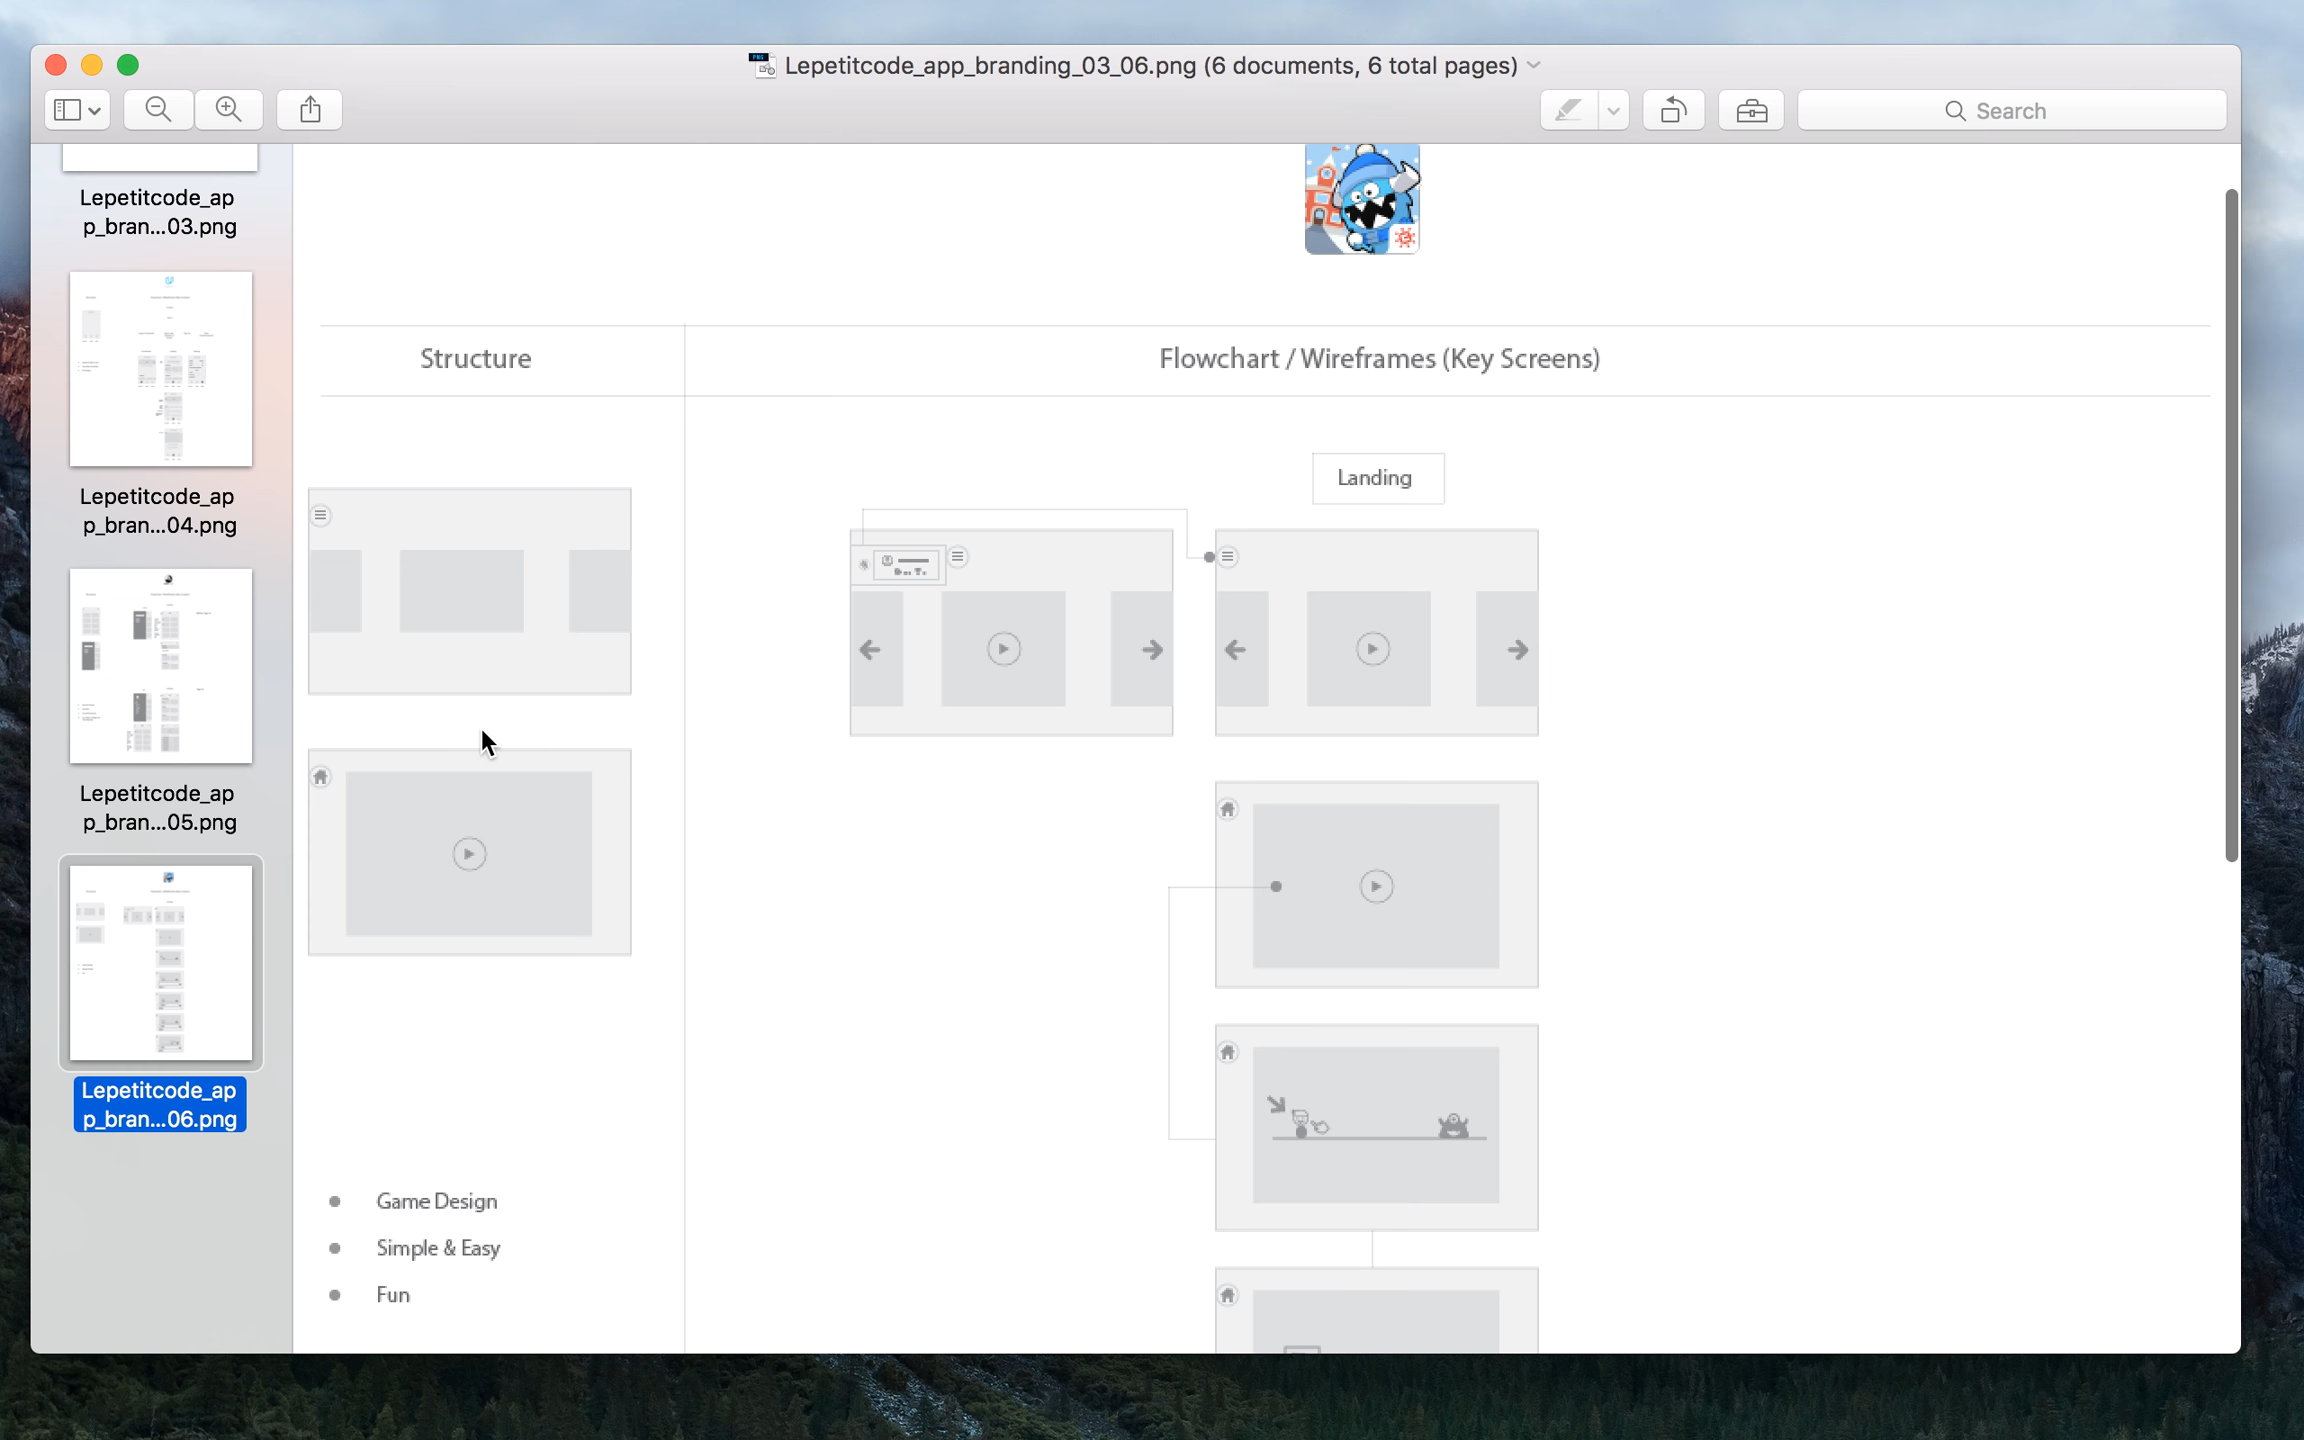 Lepetitcode_app_branding_03_06.png (6 documents, 6 total pages)
Search
Lepetitcode_ap
p_bran...03.png
Lepetitcode_ap
p_bran...04.png
Lepetitcode_ap
p_bran...05.png
Lepetitcode_ap
p_bran...06.png
Structure
Flowchart / Wireframes (Key Screens)
Landing
Game Design
Simple & Easy
Fun